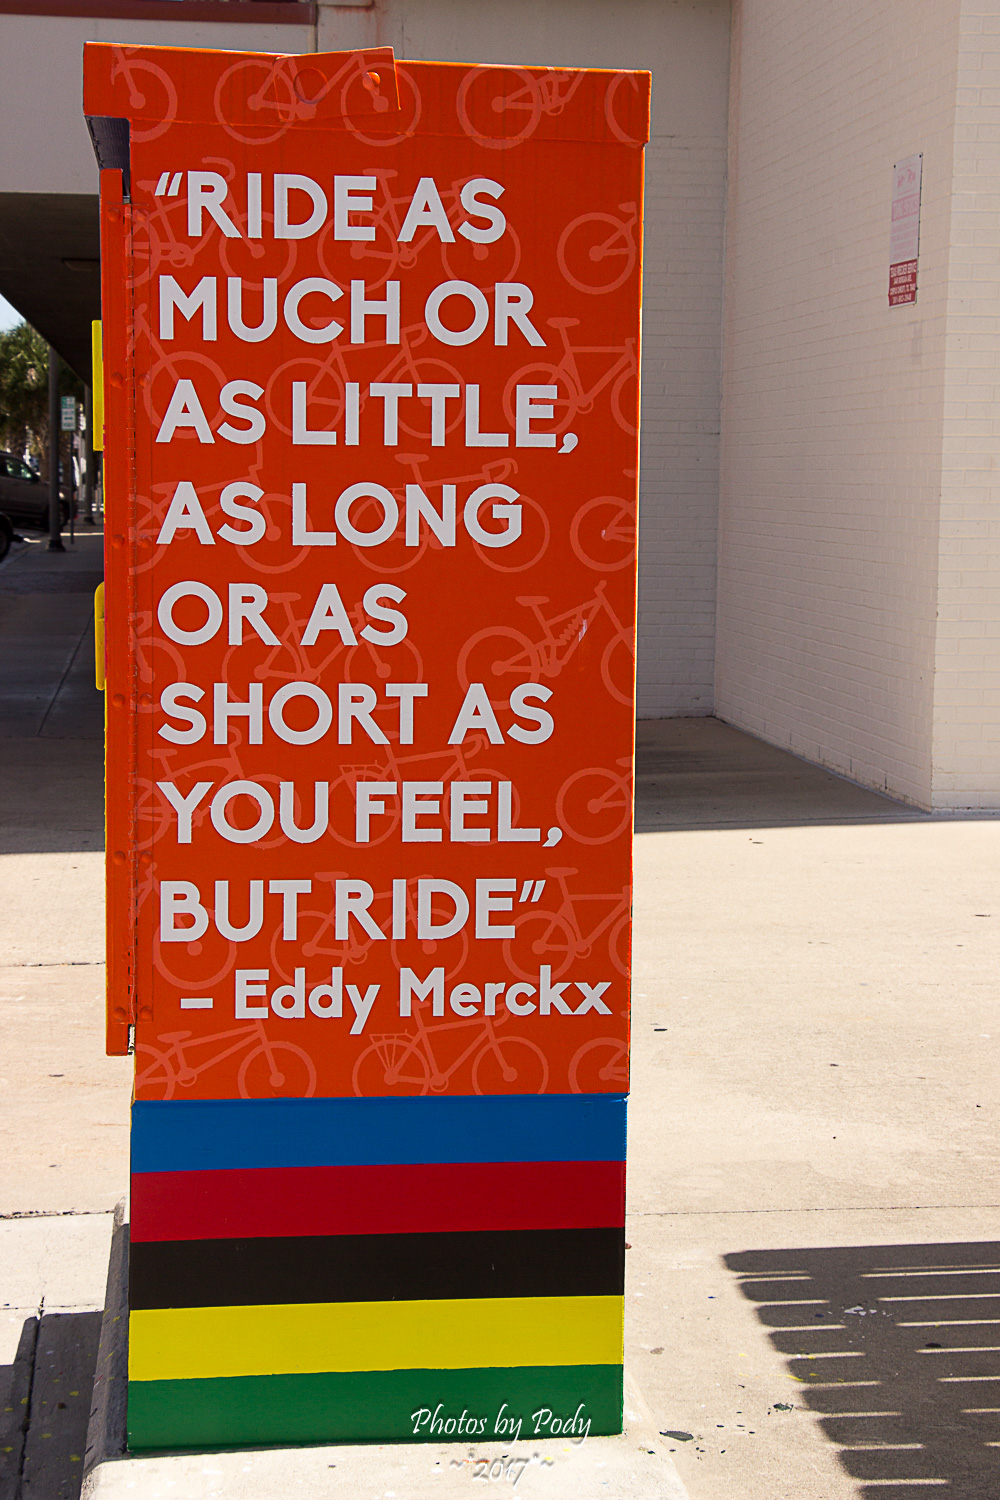 “RIDE AS
MUCH OR
AS LITTLE,
AS LONG
OR AS
SHORT AS
YOU FEEL,
BUT RIDE”
– Eddy Merckx
Photos by Pody
~*2017*~